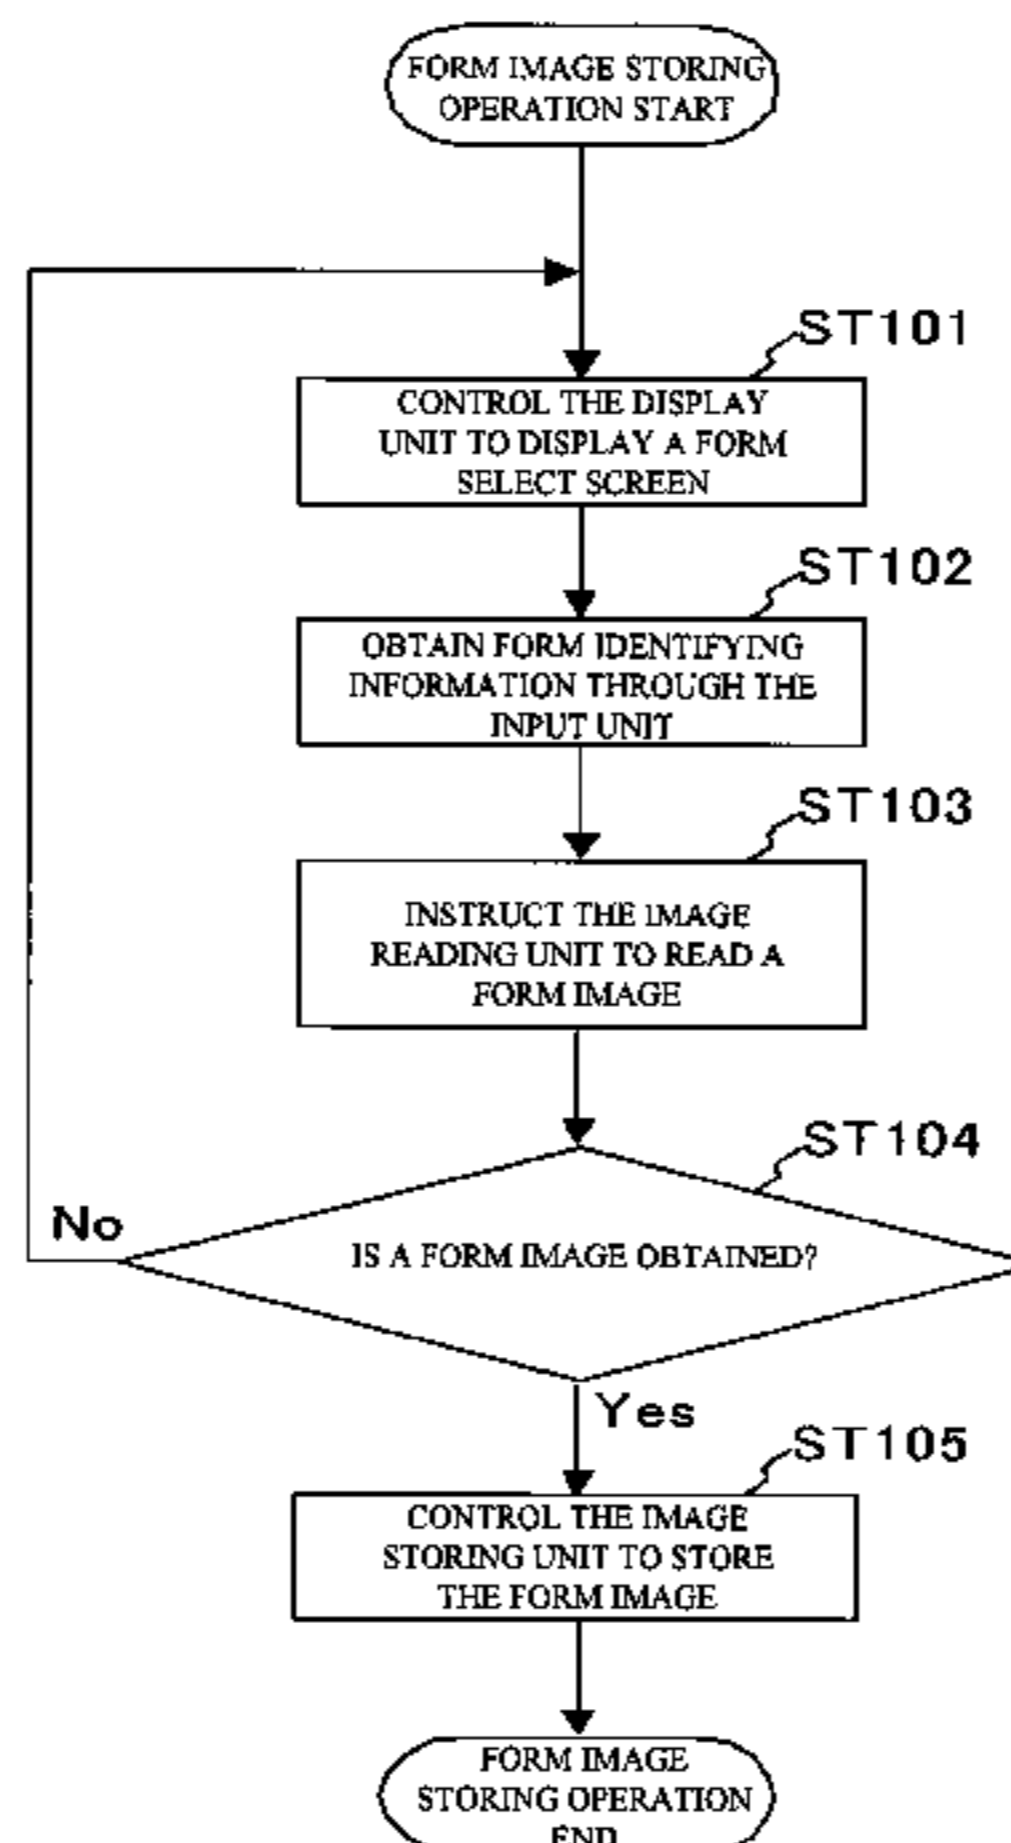 FORM IMAGE STORING
OPERATION START
ST101
CONTROL THE DISPLAY
UNIT TO DISPLAY A FORM
SELECT SCREEN
ST102
OBTAIN FORM IDENTIFYING
INFORMATION THROUGH THE
INPUT UNIT
ST103
INSTRUCT THE IMAGE
READING UNIT TO READ A
FORM IMAGE
ST104
No
IS A FORM IMAGE OBTAINED?
Yes
ST105
CONTROL THE IMAGE
STORING UNIT TO STORE
THE FORM IMAGE
FORM IMAGE
STORING OPERATION
END